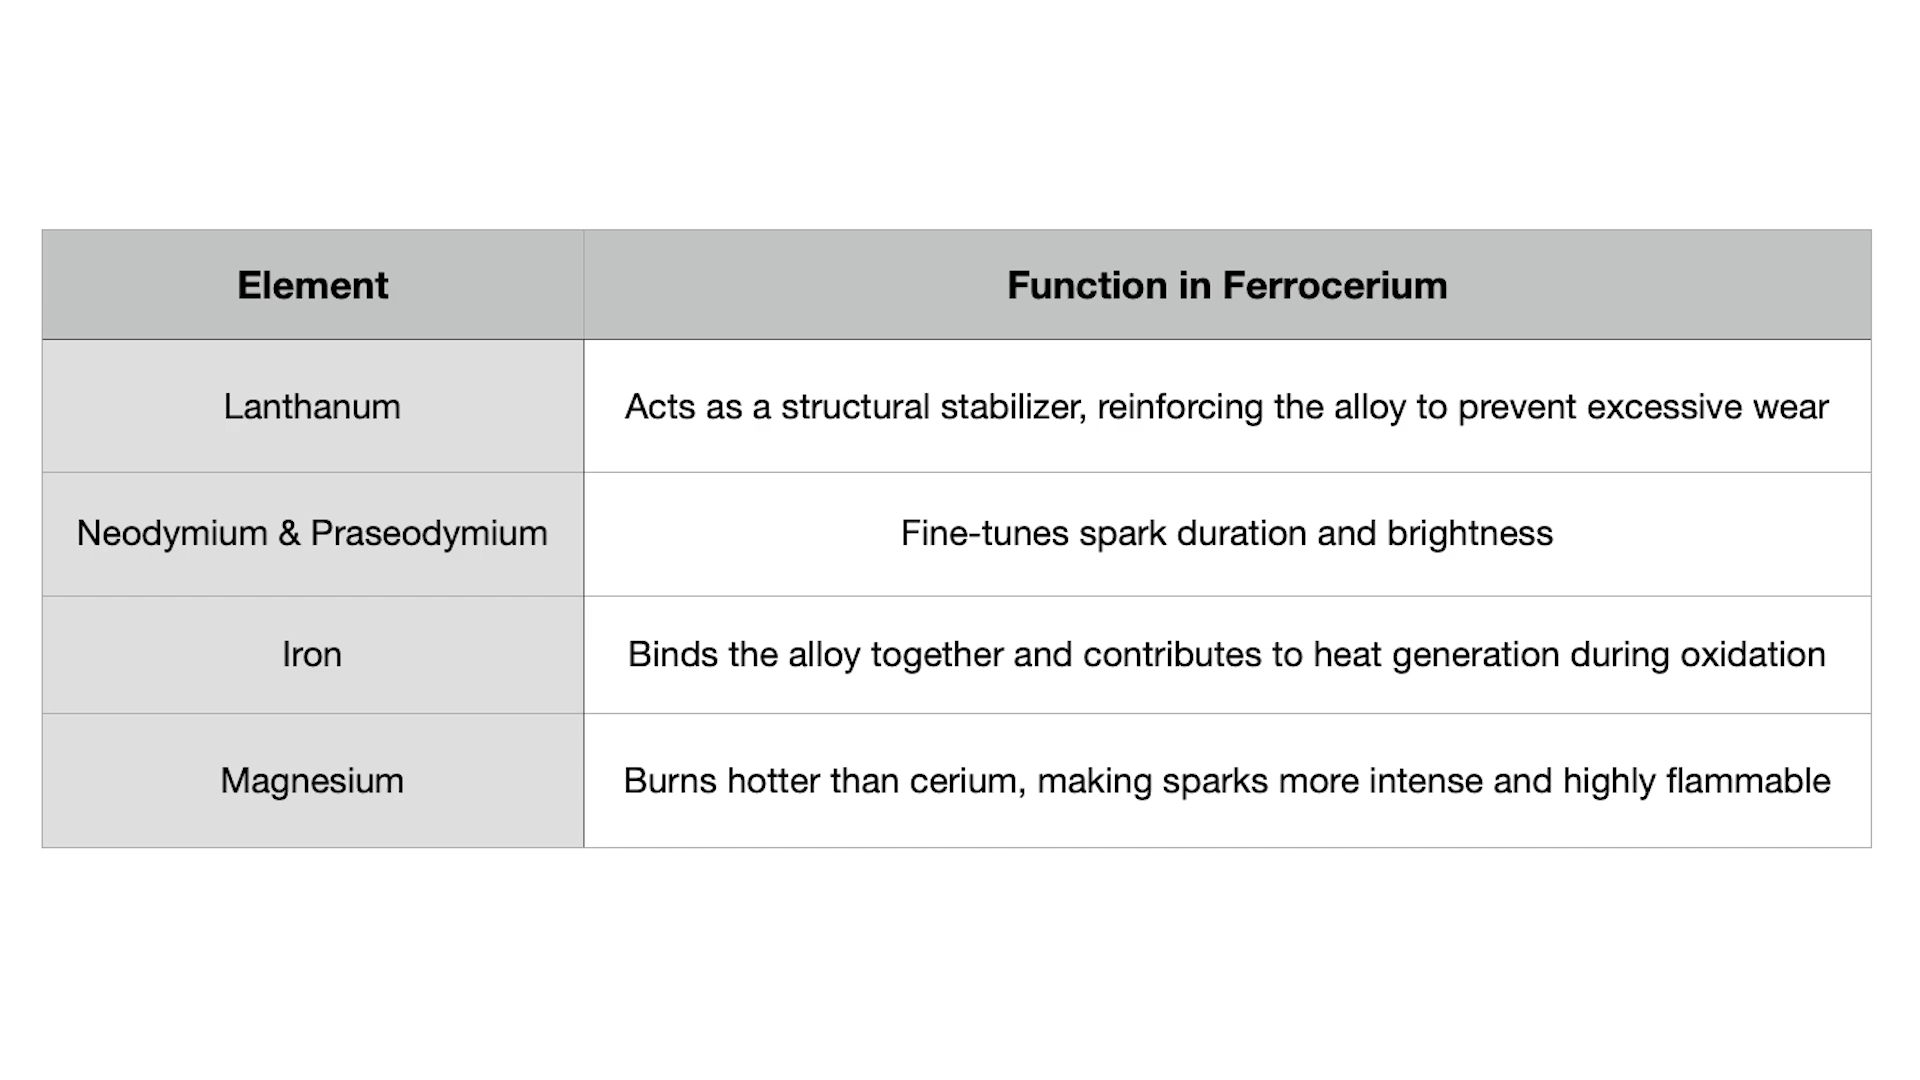 Element Function in Ferrocerium
Lanthanum Acts as a structural stabilizer, reinforcing the alloy to prevent excessive wear
Neodymium & Praseodymium Fine-tunes spark duration and brightness
Iron Binds the alloy together and contributes to heat generation during oxidation
Magnesium Burns hotter than cerium, making sparks more intense and highly flammable